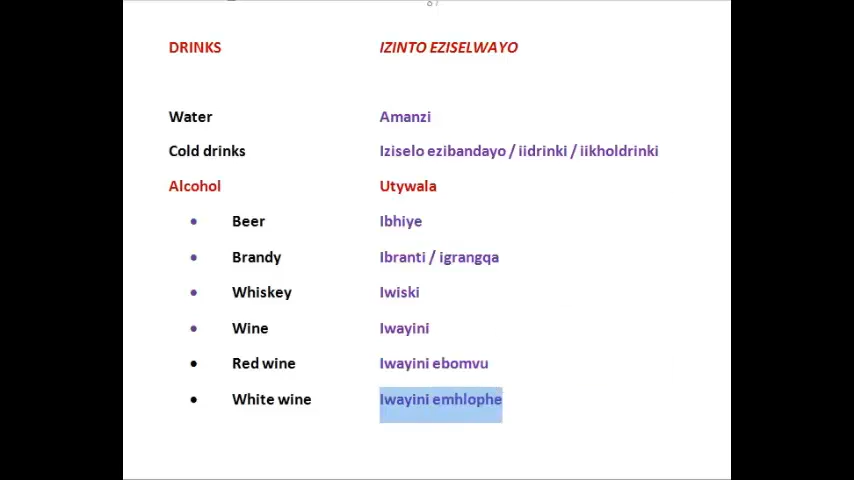 DRINKS IZINTO EZISELWAYO
Water Amanzi
Cold drinks Iziselo ezibandayo / iidrinki / iikholdrinki
Alcohol Utywala
• Beer Ibhiye
• Brandy Ibranti / igrangqa
• Whiskey Iwiski
• Wine Iwayini
• Red wine Iwayini ebomvu
• White wine Iwayini emhlophe